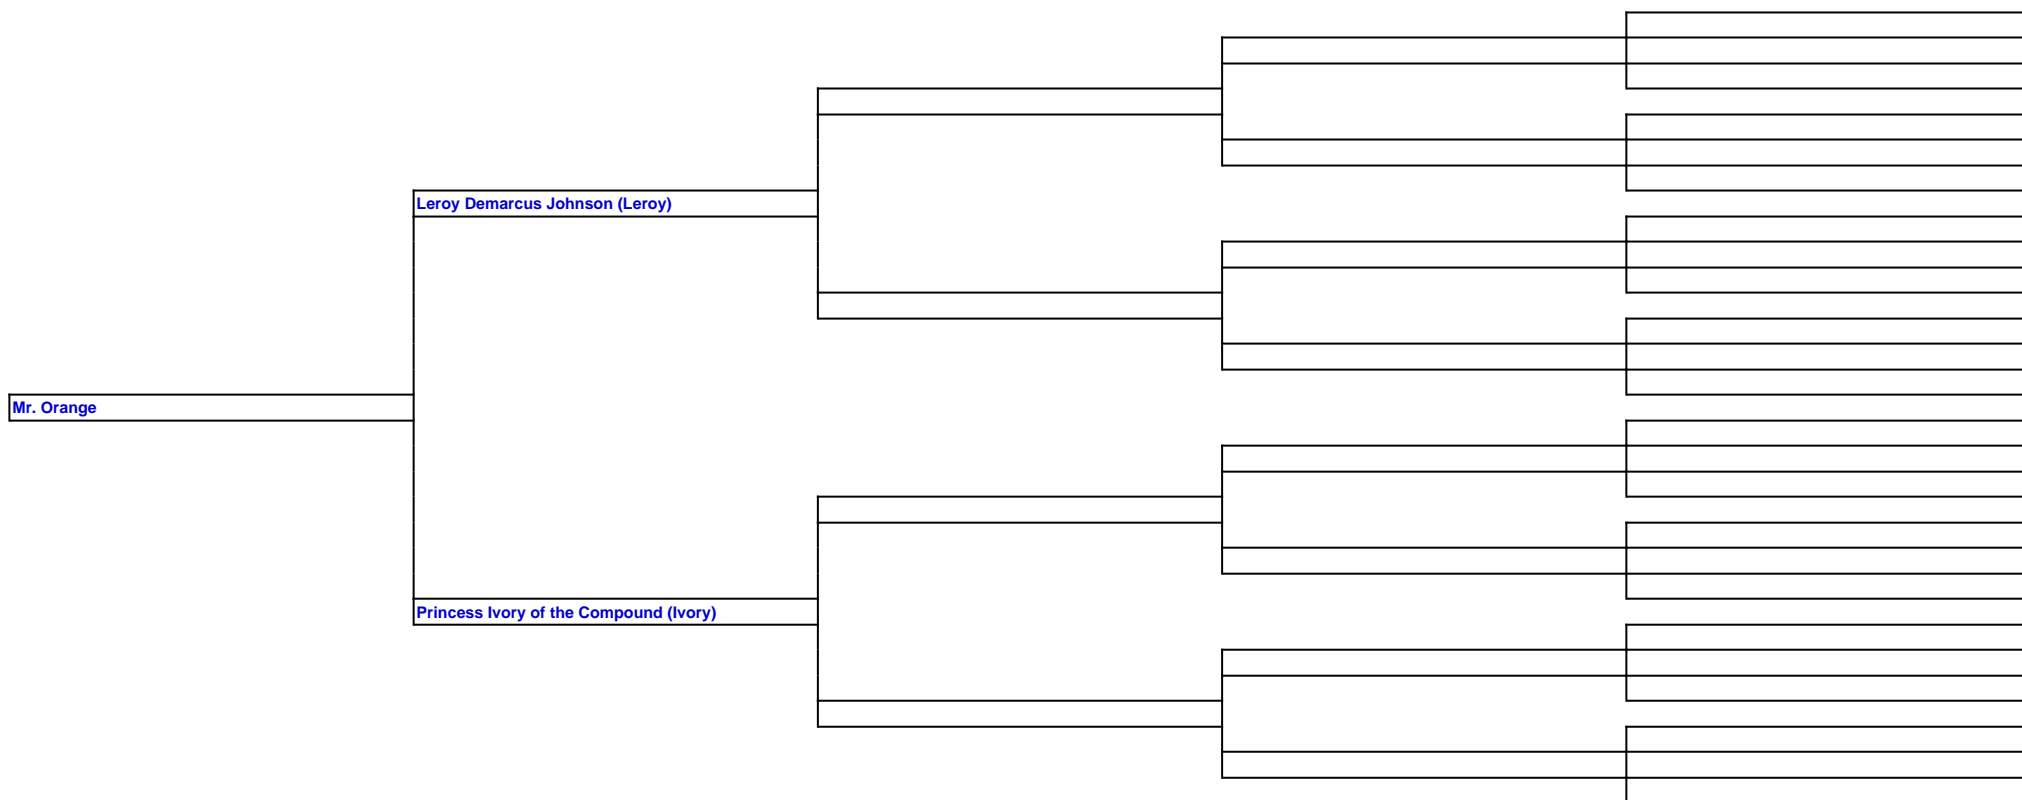 Leroy Demarcus Johnson (Leroy)
Mr. Orange
Princess Ivory of the Compound (Ivory)